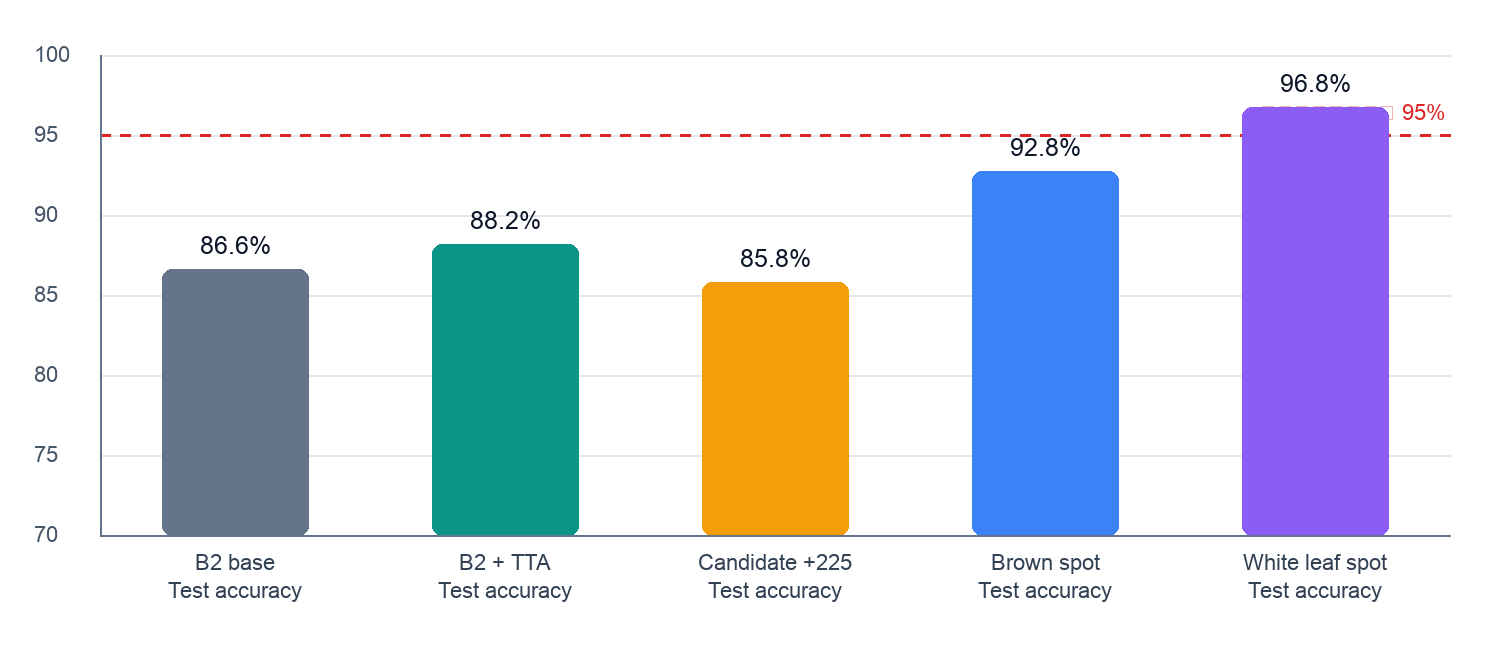 100
96.8%
95%
95
92.8%
90
88.2%
86.6%
85.8%
85
80
75
70
B2 base
Test accuracy
B2 + TTA
Test accuracy
Candidate +225
Test accuracy
Brown spot
Test accuracy
White leaf spot
Test accuracy